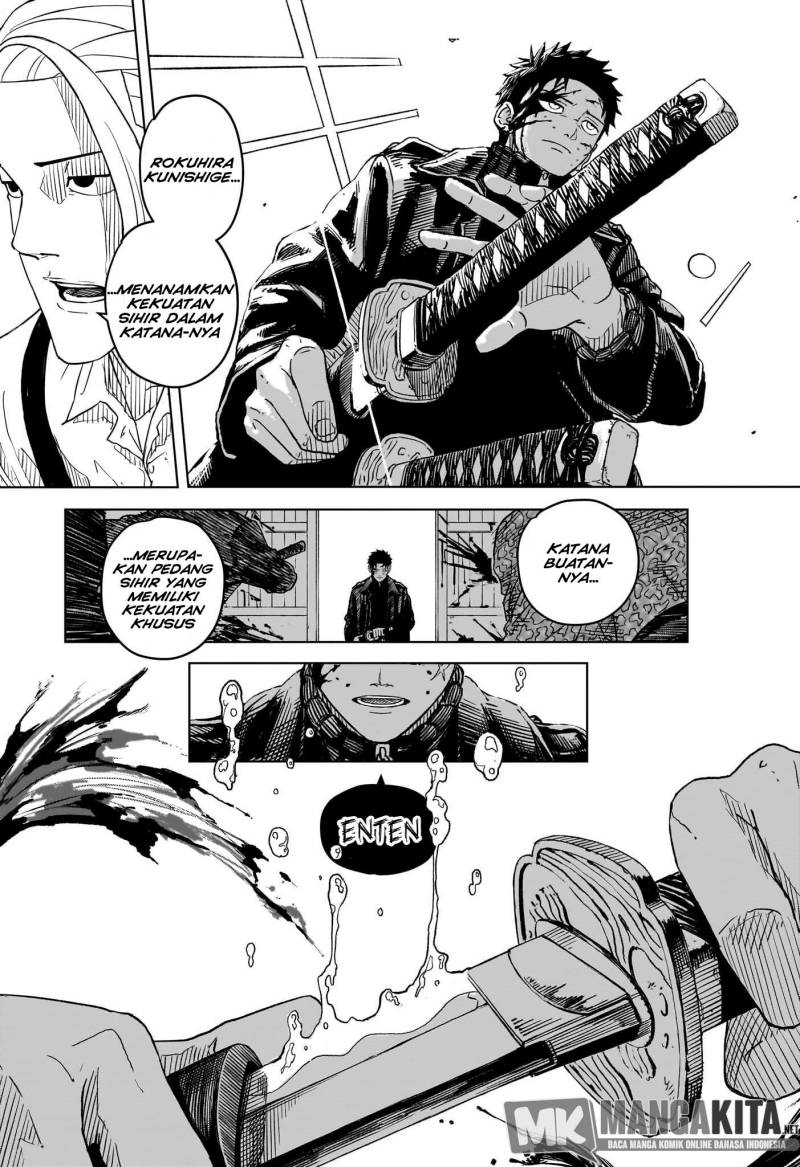 ROKUHIRA
KUNISHIGE...
...MENANAMKAN
KEKUATAN
SIHIR DALAM
KATANA-NYA
...MERUPA-
KAN PEDANG
SIHIR YANG
MEMILIKI
KEKUATAN
KHUSUS
KATANA
BUATAN-
NYA...
ENTEN
MK MANGAKITA.NET
BACA MANGA KOMIK ONLINE BAHASA INDONESIA